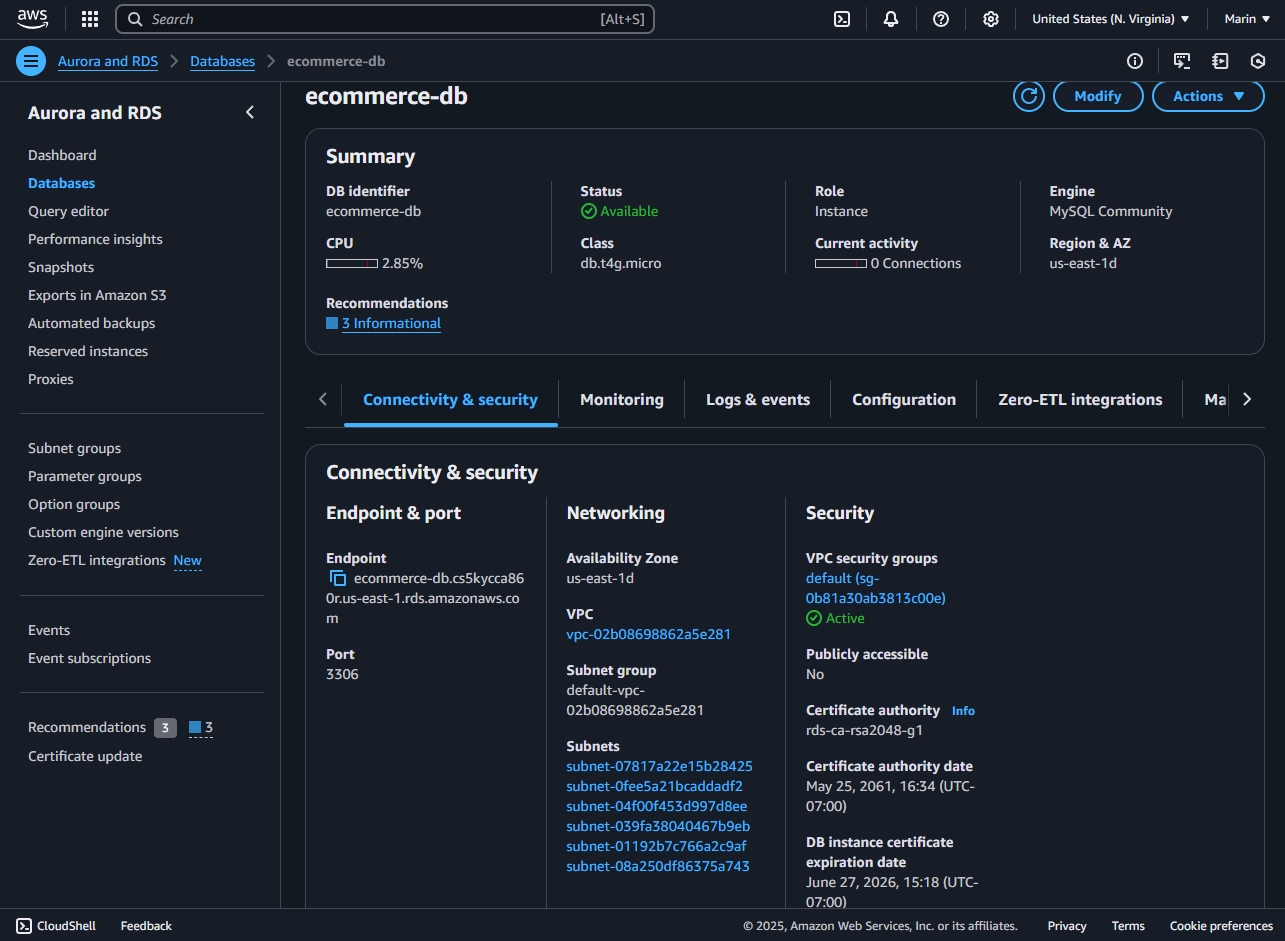 aws
Search [Alt+S]
United States (N. Virginia)
Marin
Aurora and RDS
Databases
ecommerce-db
Aurora and RDS
Dashboard
Databases
Query editor
Performance insights
Snapshots
Exports in Amazon S3
Automated backups
Reserved instances
Proxies
Subnet groups
Parameter groups
Option groups
Custom engine versions
Zero-ETL integrations New
Events
Event subscriptions
Recommendations 3 3
Certificate update
ecommerce-db
Modify
Actions
Summary
DB identifier
ecommerce-db
CPU
2.85%
Recommendations
3 Informational
Status
Available
Class
db.t4g.micro
Role
Instance
Current activity
0 Connections
Engine
MySQL Community
Region & AZ
us-east-1d
Connectivity & security
Monitoring
Logs & events
Configuration
Zero-ETL integrations
Ma
Connectivity & security
Endpoint & port
Endpoint
ecommerce-db.cs5kycca86
0r.us-east-1.rds.amazonaws.co
m
Port
3306
Networking
Availability Zone
us-east-1d
VPC
vpc-02b08698862a5e281
Subnet group
default-vpc-
02b08698862a5e281
Subnets
subnet-07817a22e15b28425
subnet-0fee5a21bcaddadf2
subnet-04f00f453d997d8ee
subnet-039fa38040467b9eb
subnet-01192b7c766a2c9af
subnet-08a250df86375a743
Security
VPC security groups
default (sg-
0b81a30ab3813c00e)
Active
Publicly accessible
No
Certificate authority Info
rds-ca-rsa2048-g1
Certificate authority date
May 25, 2061, 16:34 (UTC-
07:00)
DB instance certificate
expiration date
June 27, 2026, 15:18 (UTC-
07:00)
CloudShell
Feedback
© 2025, Amazon Web Services, Inc. or its affiliates.
Privacy
Terms
Cookie preferences